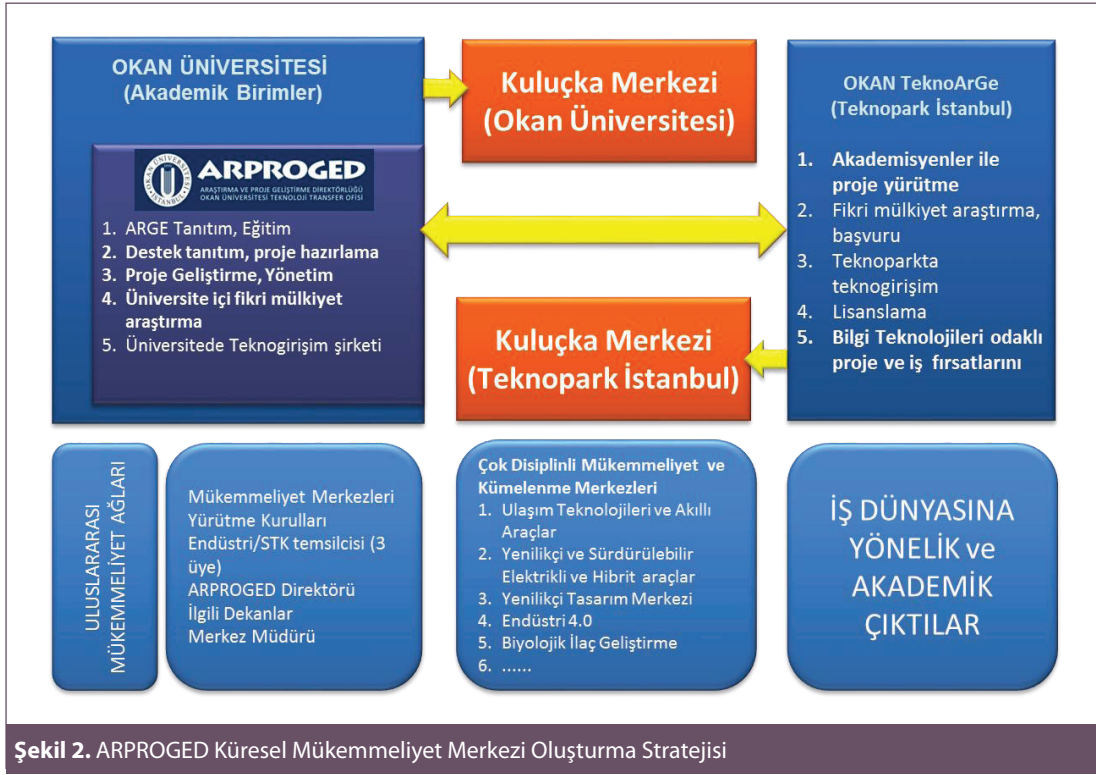 OKAN ÜNİVERSİTESİ
(Akademik Birimler)
OKAN ÜNİVERSİTESİ
İSTANBUL
ARPROGED
ARAŞTIRMA VE PROJE GELİŞTİRME DİREKTÖRLÜĞÜ
OKAN ÜNİVERSİTESİ TEKNOLOJİ TRANSFER OFİSİ
1. ARGE Tanıtım, Eğitim
2. Destek tanıtım, proje hazırlama
3. Proje Geliştirme, Yönetim
4. Üniversite içi fikri mülkiyet
araştırma
5. Üniversitede Teknogirişim şirketi
Kuluçka Merkezi
(Okan Üniversitesi)
Kuluçka Merkezi
(Teknopark İstanbul)
OKAN TeknoArGe
(Teknopark İstanbul)
1. Akademisyenler ile
proje yürütme
2. Fikri mülkiyet araştırma,
başvuru
3. Teknoparkta
teknogirişim
4. Lisanslama
5. Bilgi Teknolojileri odaklı
proje ve iş fırsatlarını
ULUSLARARASI
MÜKEMMELİYET AĞLARI
Mükemmeliyet Merkezleri
Yürütme Kurulları
Endüstri/STK temsilcisi (3
üye)
ARPROGED Direktörü
İlgili Dekanlar
Merkez Müdürü
Çok Disiplinli Mükemmeliyet ve
Kümelenme Merkezleri
1. Ulaşım Teknolojileri ve Akıllı
Araçlar
2. Yenilikçi ve Sürdürülebilir
Elektrikli ve Hibrit araçlar
3. Yenilikçi Tasarım Merkezi
4. Endüstri 4.0
5. Biyolojik İlaç Geliştirme
6. ......
İŞ DÜNYASINA
YÖNELİK ve
AKADEMİK
ÇIKTILAR
Şekil 2. ARPROGED Küresel Mükemmeliyet Merkezi Oluşturma Stratejisi